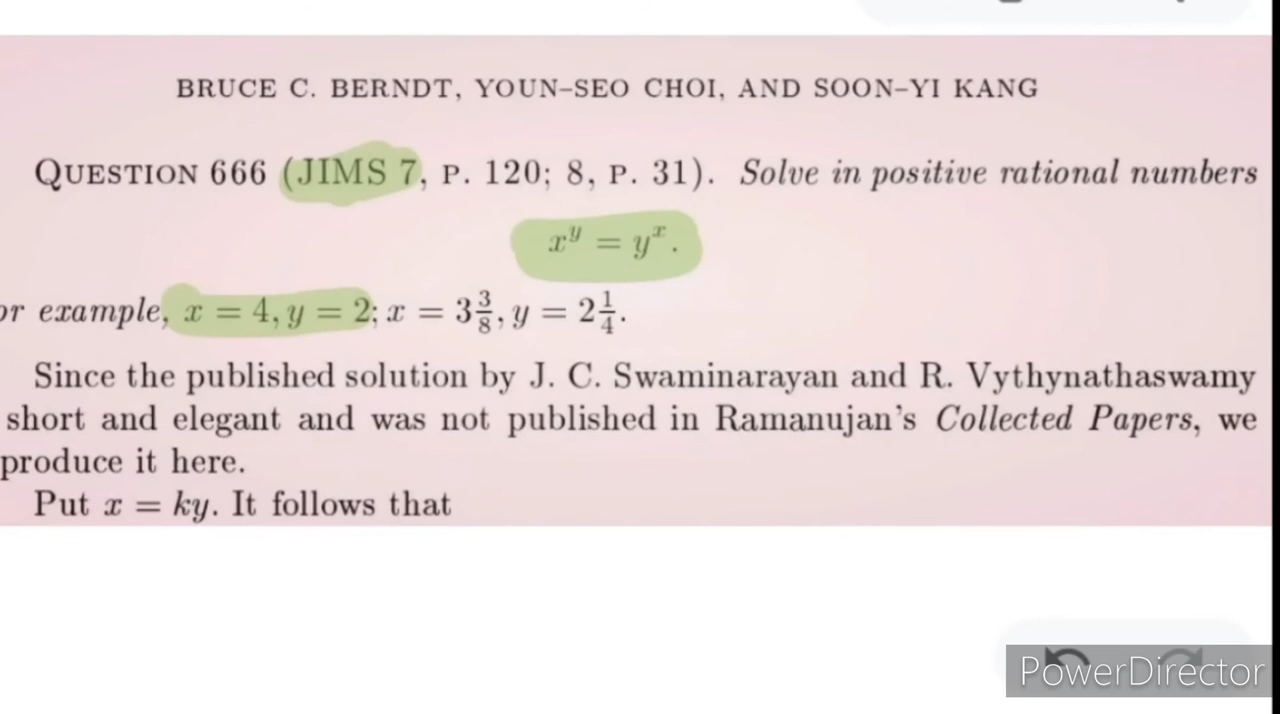 BRUCE C. BERNDT, YOUN–SEO CHOI, AND SOON–YI KANG
QUESTION 666 (JIMS 7, P. 120; 8, P. 31). Solve in positive rational numbers
x^y = y^x.
or example, x = 4, y = 2; x = 3 3/8, y = 2 1/4.
Since the published solution by J. C. Swaminarayan and R. Vythynathaswamy
short and elegant and was not published in Ramanujan's Collected Papers, we
produce it here.
Put x = ky. It follows that
PowerDirector